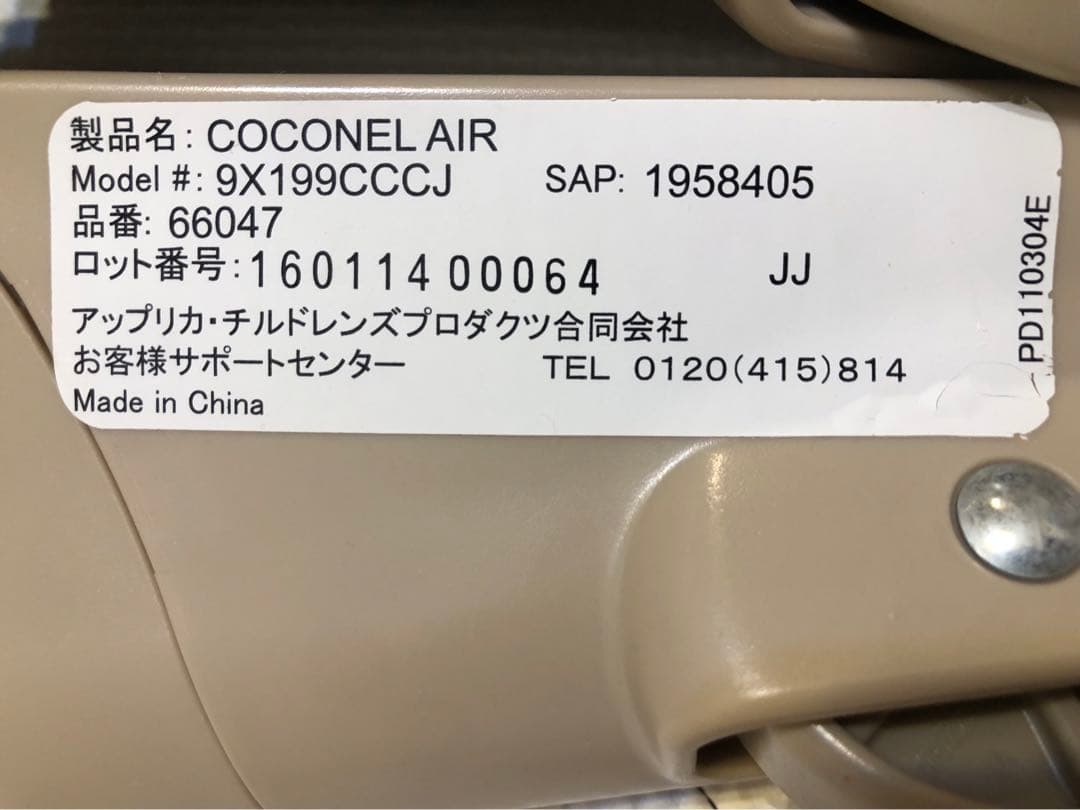 製品名: COCONEL AIR
Model #: 9X199CCCJ SAP: 1958405
品番: 66047
ロット番号:16011400064 JJ
アップリカ・チルドレンズプロダクツ合同会社
お客様サポートセンター TEL 0120(415)814
Made in China
PD110304E